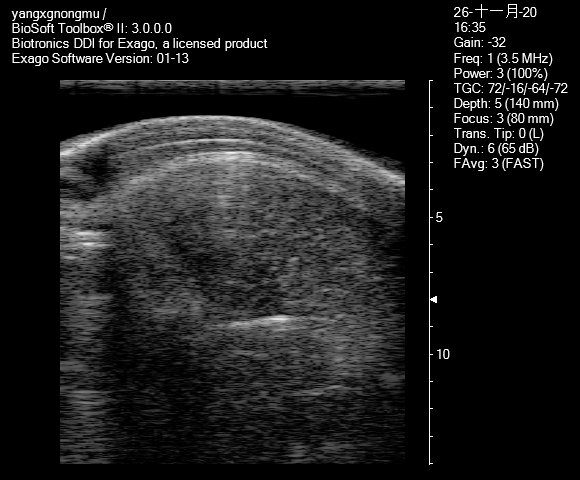 yangxgnongmu /
BioSoft Toolbox® II: 3.0.0.0
Biotronics DDI for Exago, a licensed product
Exago Software Version: 01-13
26-十一月-20
16:35
Gain: -32
Freq: 1 (3.5 MHz)
Power: 3 (100%)
TGC: 72/-16/-64/-72
Depth: 5 (140 mm)
Focus: 3 (80 mm)
Trans. Tip: 0 (L)
Dyn.: 6 (65 dB)
FAvg: 3 (FAST)
5
10